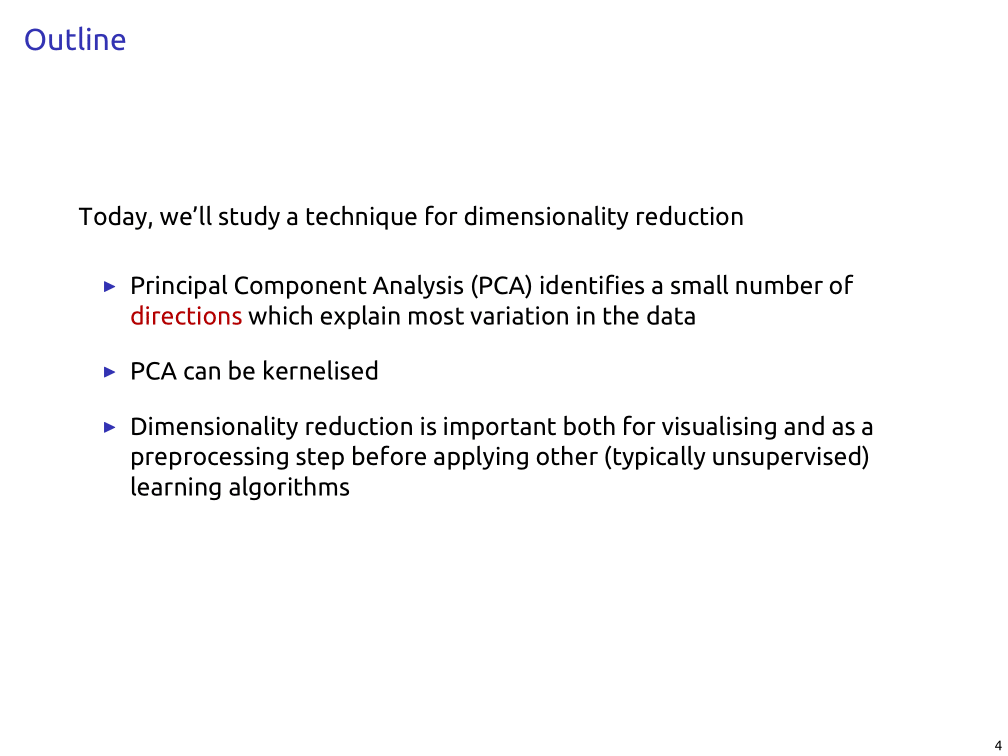 Outline
Today, we’ll study a technique for dimensionality reduction
▶ Principal Component Analysis (PCA) identifies a small number of
directions which explain most variation in the data
▶ PCA can be kernelised
▶ Dimensionality reduction is important both for visualising and as a
preprocessing step before applying other (typically unsupervised)
learning algorithms
4